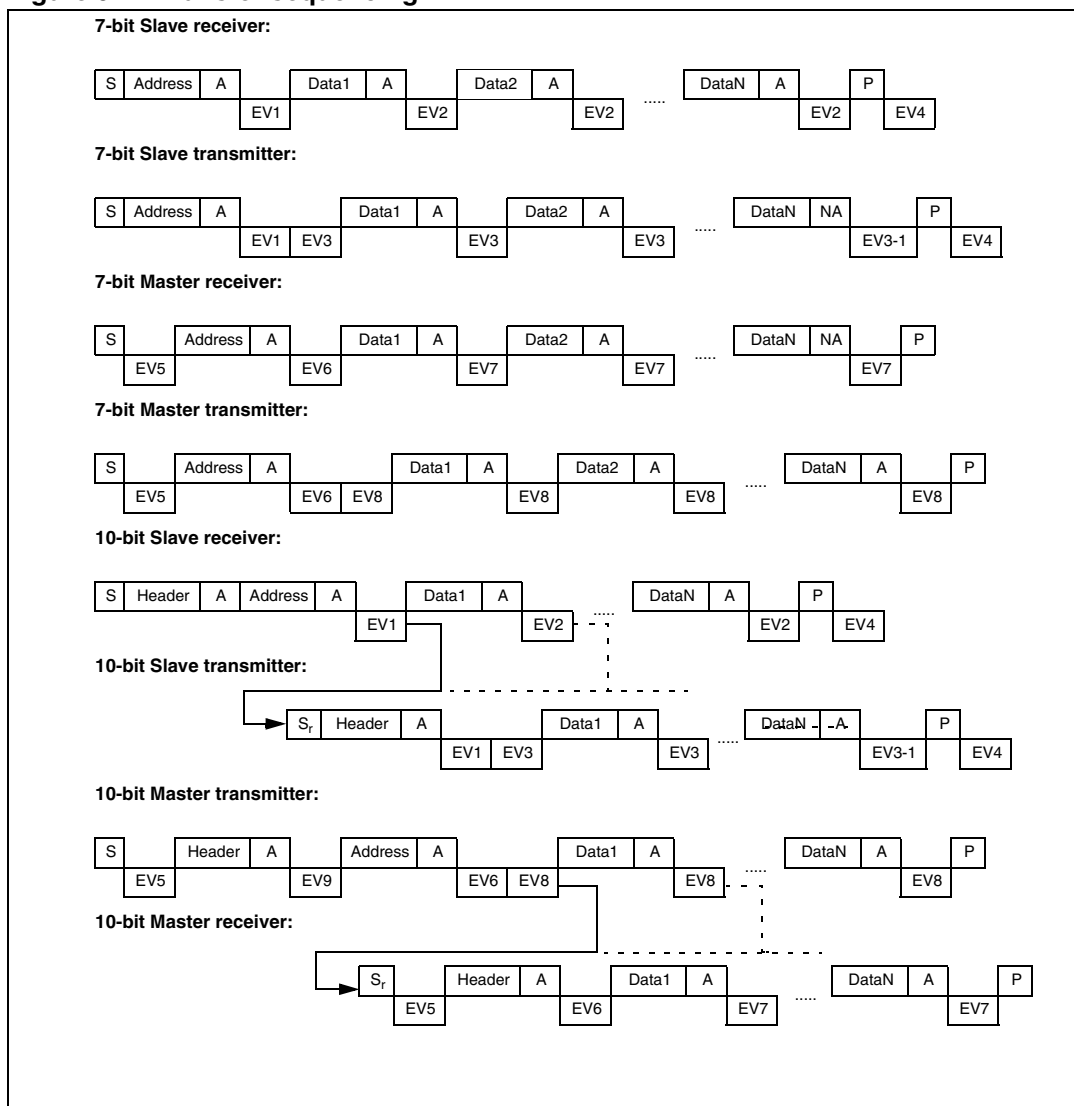 7-bit Slave receiver:
S Address A Data1 A Data2 A ..... DataN A P
EV1 EV2 EV2 EV2 EV4
7-bit Slave transmitter:
S Address A Data1 A Data2 A ..... DataN NA P
EV1 EV3 EV3 EV3 EV3-1 EV4
7-bit Master receiver:
S Address A Data1 A Data2 A ..... DataN NA P
EV5 EV6 EV7 EV7 EV7
7-bit Master transmitter:
S Address A Data1 A Data2 A ..... DataN A P
EV5 EV6 EV8 EV8 EV8 EV8
10-bit Slave receiver:
S Header A Address A Data1 A ..... DataN A P
EV1 EV2 EV2 EV4
10-bit Slave transmitter:
Sr Header A Data1 A ..... DataN A P
EV1 EV3 EV3 EV3-1 EV4
10-bit Master transmitter:
S Header A Address A Data1 A ..... DataN A P
EV5 EV9 EV6 EV8 EV8 EV8
10-bit Master receiver:
Sr Header A Data1 A ..... DataN A P
EV5 EV6 EV7 EV7